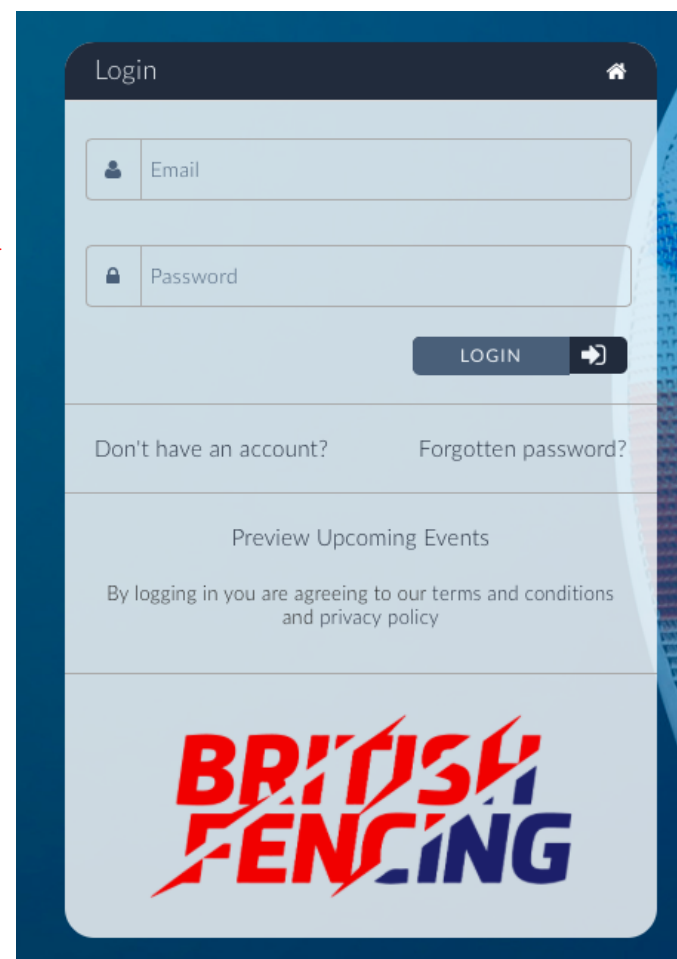 Login
Email
Password
LOGIN
Don't have an account? Forgotten password?
Preview Upcoming Events
By logging in you are agreeing to our terms and conditions
and privacy policy
BRITISH
FENCING